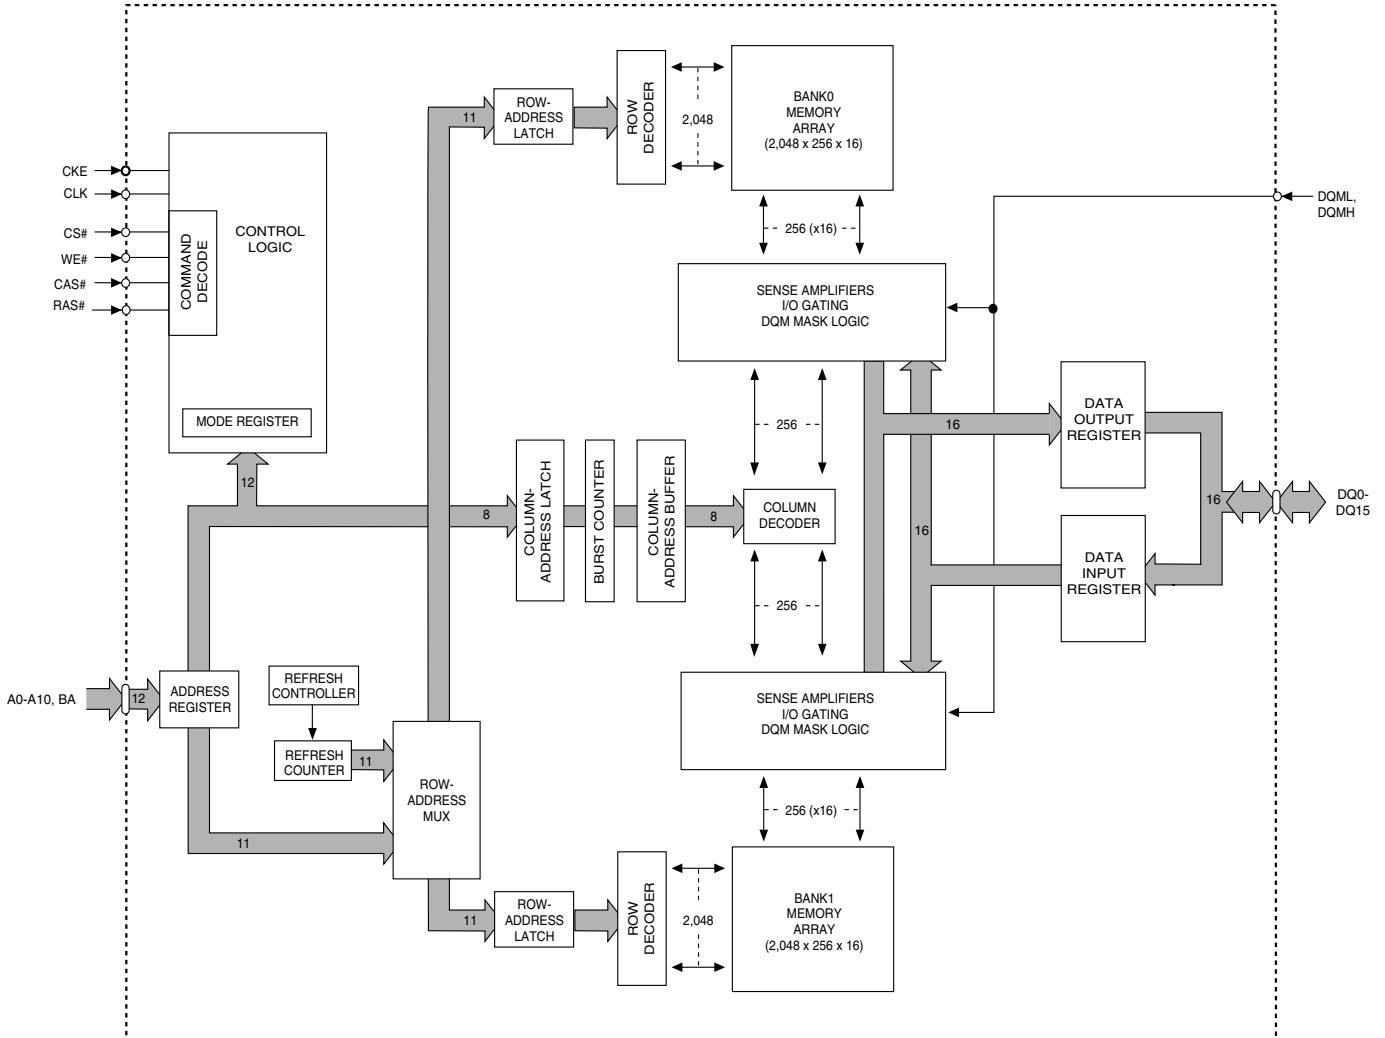 ROW
DECODER
BANK0
MEMORY
ARRAY
(2,048 x 256 x 16)
2,048
11
ROW-
ADDRESS
LATCH
CKE
CLK
CS#
WE#
CAS#
RAS#
COMMAND
DECODE
CONTROL
LOGIC
MODE REGISTER
256 (x16)
DQML,
DQMH
SENSE AMPLIFIERS
I/O GATING
DQM MASK LOGIC
256
16
DATA
OUTPUT
REGISTER
12
8
COLUMN-
ADDRESS LATCH
BURST COUNTER
COLUMN-
ADDRESS BUFFER
8
COLUMN
DECODER
16
16
DQ0-
DQ15
DATA
INPUT
REGISTER
256
A0-A10, BA
12
ADDRESS
REGISTER
REFRESH
CONTROLLER
REFRESH
COUNTER
11
ROW-
ADDRESS
MUX
11
SENSE AMPLIFIERS
I/O GATING
DQM MASK LOGIC
256 (x16)
11
ROW-
ADDRESS
LATCH
ROW
DECODER
2,048
BANK1
MEMORY
ARRAY
(2,048 x 256 x 16)